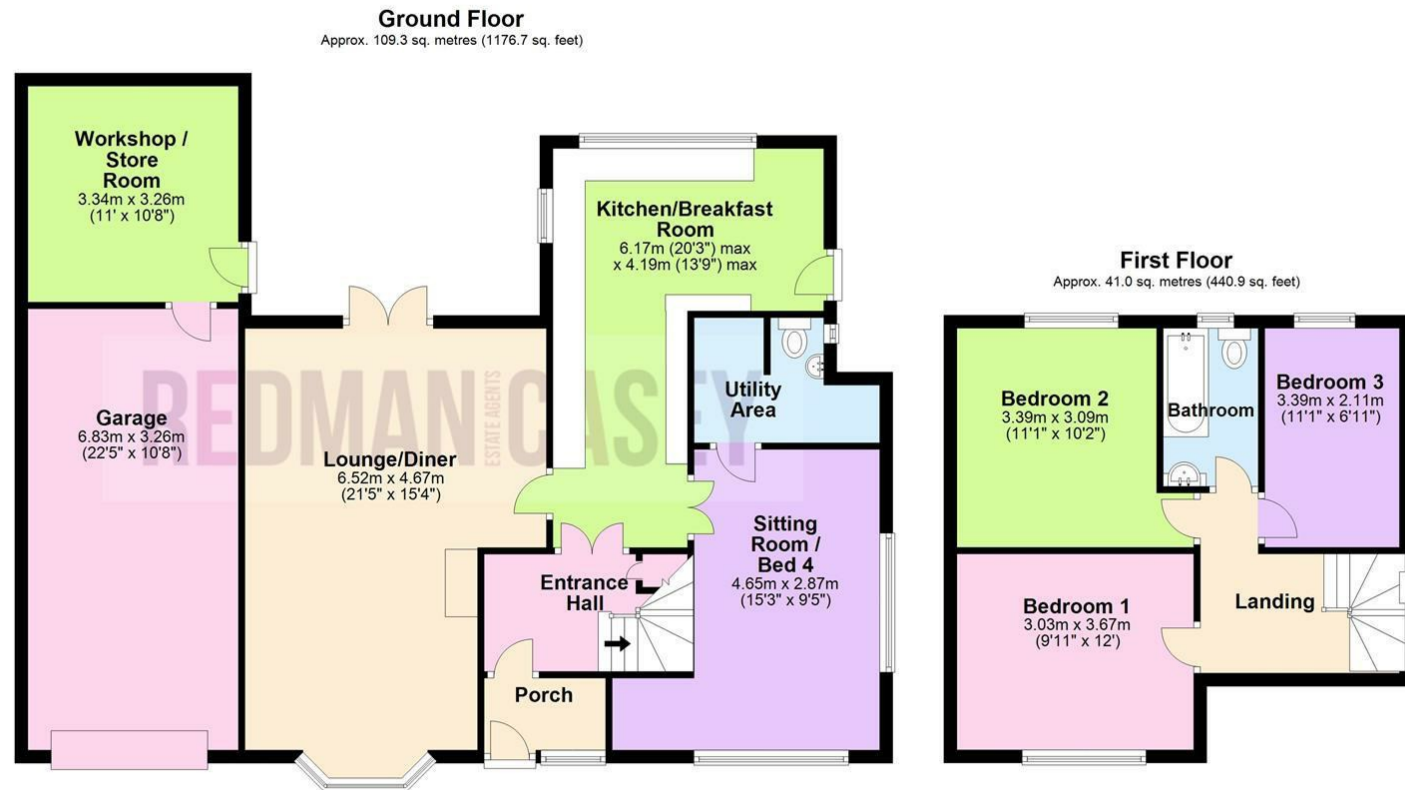 Ground Floor
Approx. 109.3 sq. metres (1176.7 sq. feet)
Workshop /
Store
Room
3.34m x 3.26m
(11' x 10'8")
Kitchen/Breakfast
Room
6.17m (20'3") max
x 4.19m (13'9") max
Utility
Area
Garage
6.83m x 3.26m
(22'5" x 10'8")
Lounge/Diner
6.52m x 4.67m
(21'5" x 15'4")
Sitting
Room /
Bed 4
4.65m x 2.87m
(15'3" x 9'5")
Entrance
Hall
Porch
REDMAN CASEY
ESTATE AGENTS
First Floor
Approx. 41.0 sq. metres (440.9 sq. feet)
Bedroom 2
3.39m x 3.09m
(11'1" x 10'2")
Bathroom
Bedroom 3
3.39m x 2.11m
(11'1" x 6'11")
Bedroom 1
3.03m x 3.67m
(9'11" x 12')
Landing